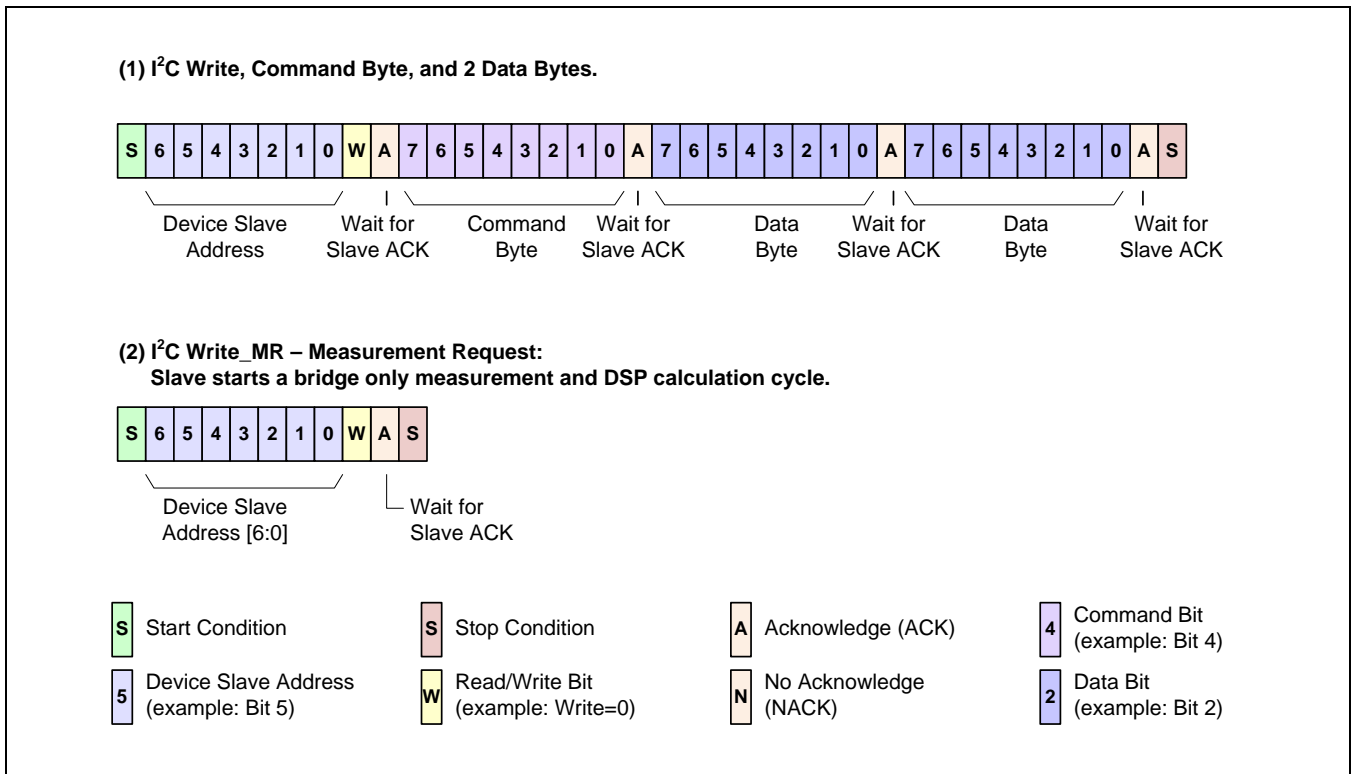 (1) I²C Write, Command Byte, and 2 Data Bytes.
S 6 5 4 3 2 1 0 W A 7 6 5 4 3 2 1 0 A 7 6 5 4 3 2 1 0 A 7 6 5 4 3 2 1 0 A S
Device Slave Address
Wait for Slave ACK
Command Byte
Wait for Slave ACK
Data Byte
Wait for Slave ACK
Data Byte
Wait for Slave ACK
(2) I²C Write_MR – Measurement Request:
Slave starts a bridge only measurement and DSP calculation cycle.
S 6 5 4 3 2 1 0 W A S
Device Slave Address [6:0]
Wait for Slave ACK
S Start Condition
S Stop Condition
A Acknowledge (ACK)
4 Command Bit (example: Bit 4)
5 Device Slave Address (example: Bit 5)
W Read/Write Bit (example: Write=0)
N No Acknowledge (NACK)
2 Data Bit (example: Bit 2)